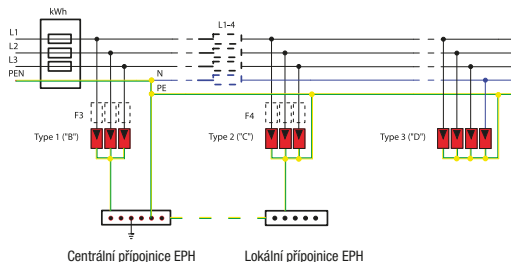 kWh
L1
L2
L3
PEN
L1-4
N
PE
F3
F4
Type 1 ("B")
Type 2 ("C")
Type 3 ("D")
Centrální přípojnice EPH
Lokální přípojnice EPH